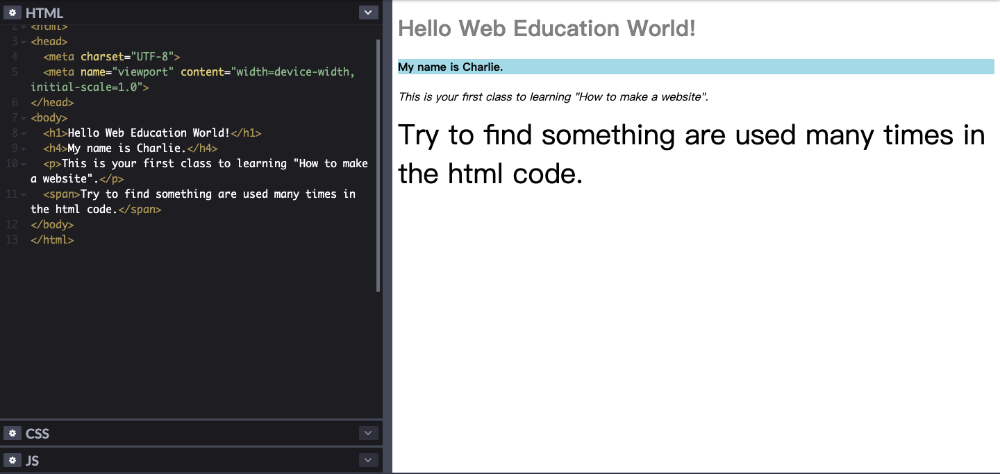 HTML
2 <html>
3 <head>
4 <meta charset="UTF-8">
5 <meta name="viewport" content="width=device-width,
initial-scale=1.0">
6 </head>
7 <body>
8 <h1>Hello Web Education World!</h1>
9 <h4>My name is Charlie.</h4>
10 <p>This is your first class to learning "How to make
a website".</p>
11 <span>Try to find something are used many times in
the html code.</span>
12 </body>
13 </html>
CSS
JS
Hello Web Education World!
My name is Charlie.
This is your first class to learning "How to make a website".
Try to find something are used many times in
the html code.